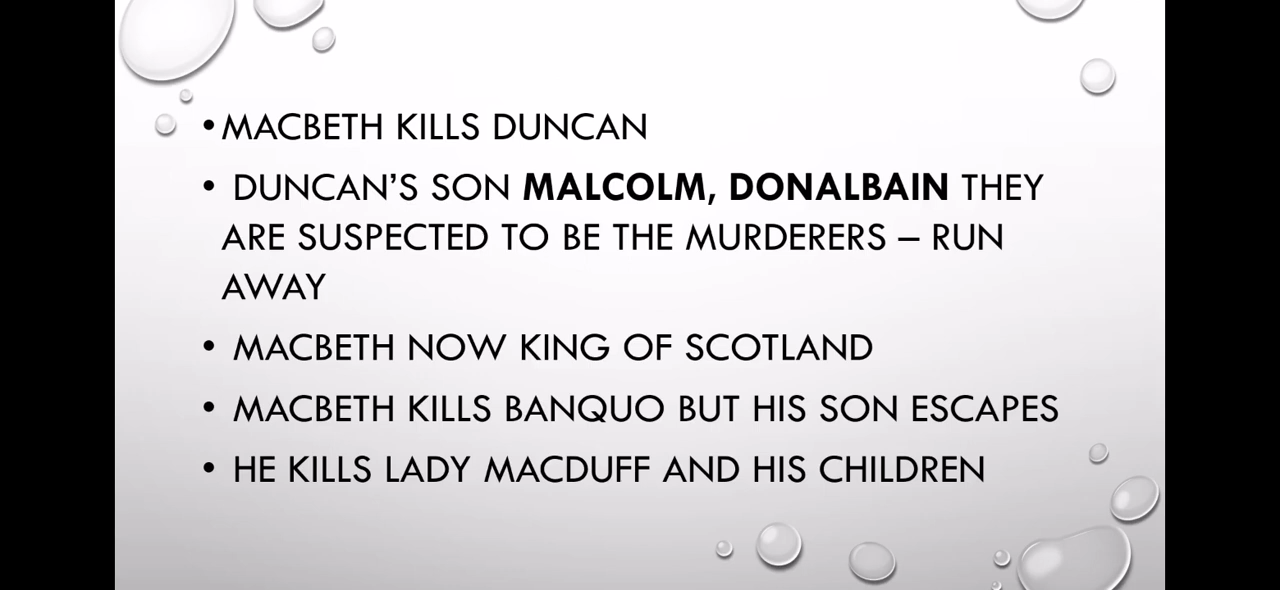 •MACBETH KILLS DUNCAN
• DUNCAN’S SON MALCOLM, DONALBAIN THEY
ARE SUSPECTED TO BE THE MURDERERS – RUN
AWAY
• MACBETH NOW KING OF SCOTLAND
• MACBETH KILLS BANQUO BUT HIS SON ESCAPES
• HE KILLS LADY MACDUFF AND HIS CHILDREN